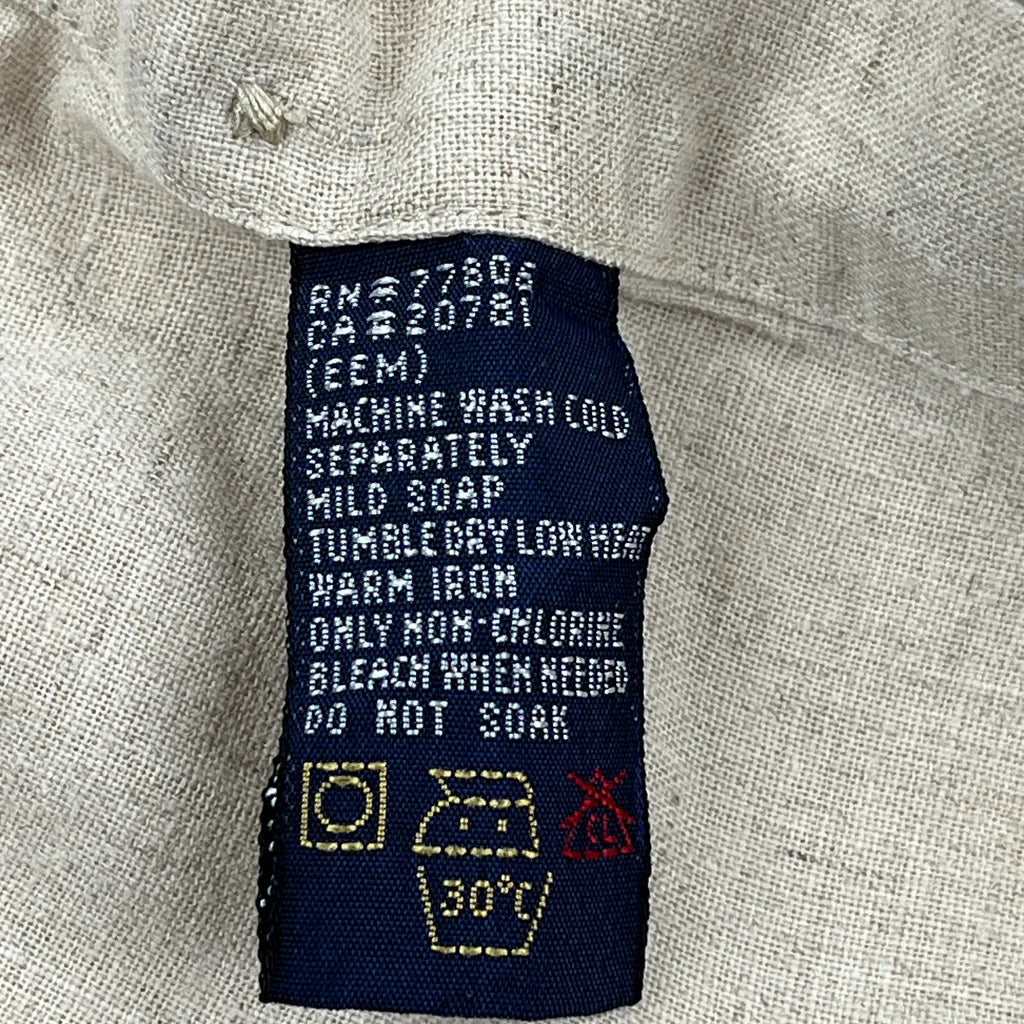 RN#77806
CA#20781
(EEM)
MACHINE WASH COLD
SEPARATELY
MILD SOAP
TUMBLE DRY LOW HEAT
WARM IRON
ONLY NON-CHLORINE
BLEACH WHEN NEEDED
DO NOT SOAK
CL
30°C